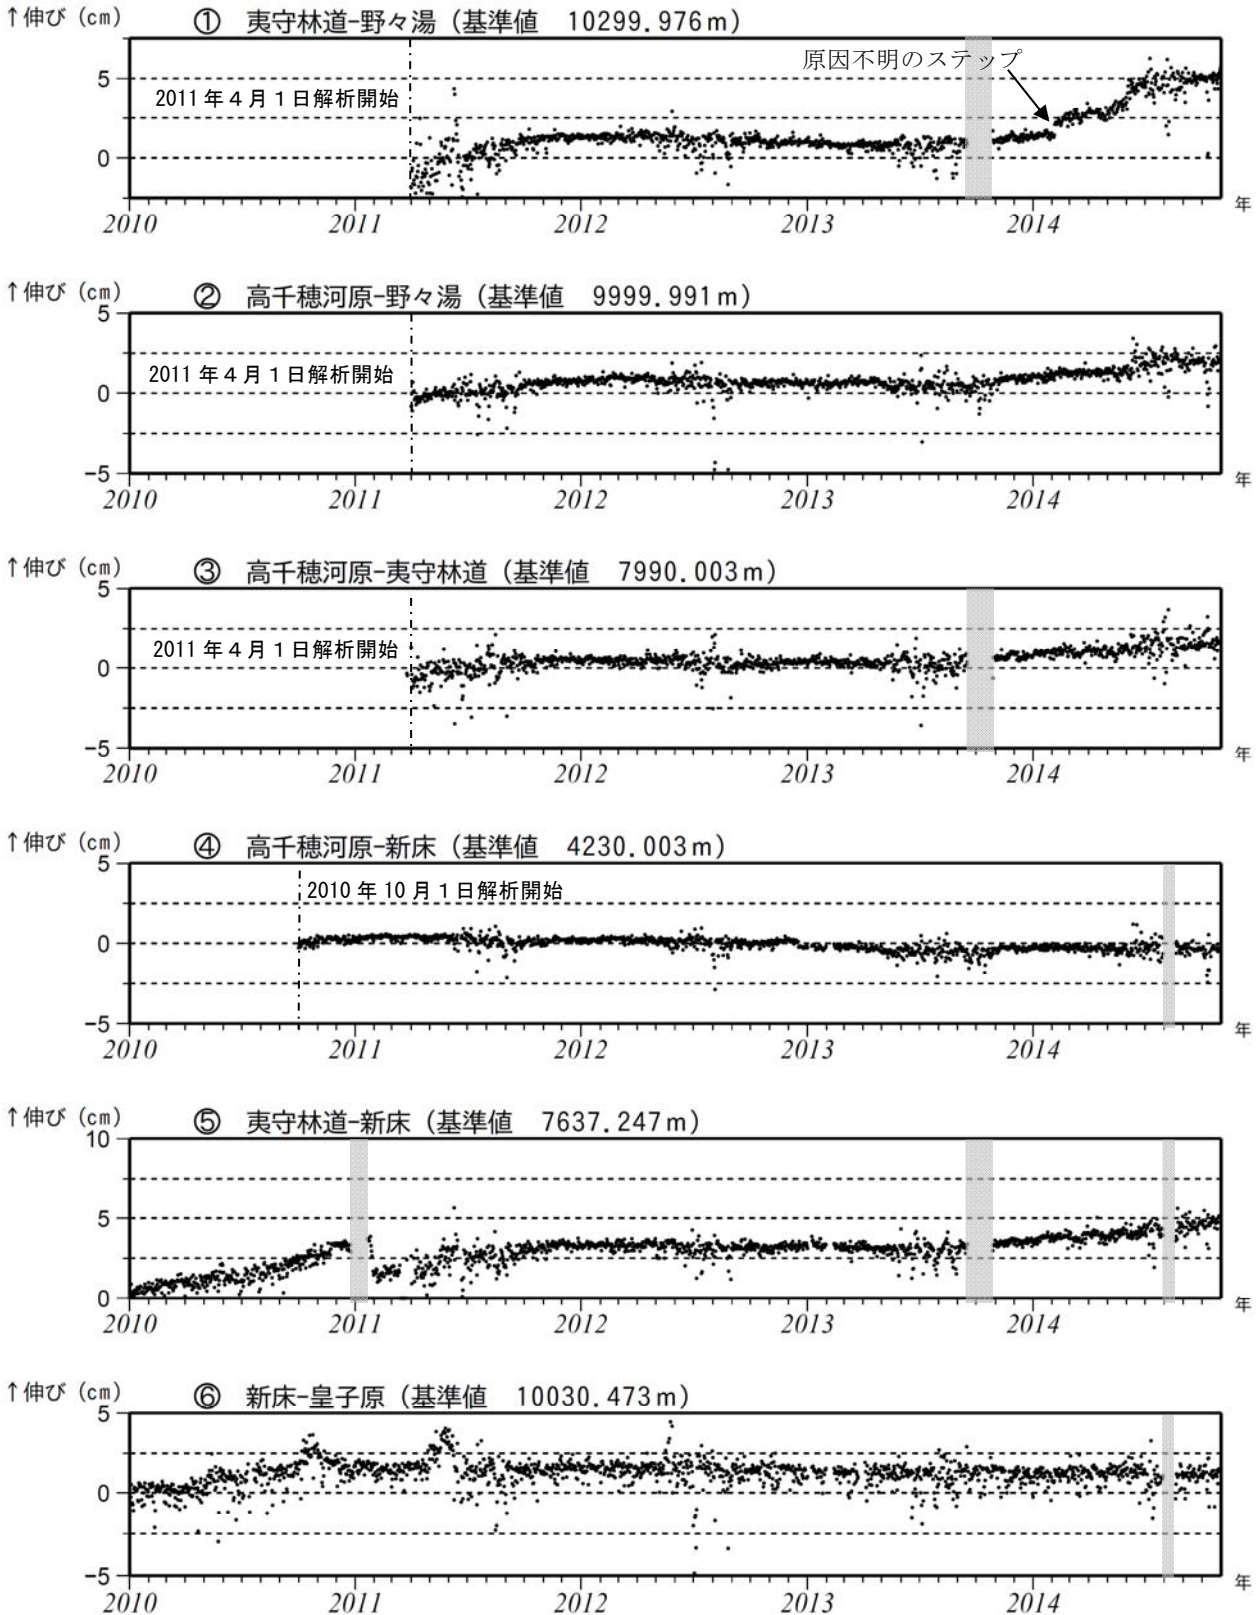 ↑伸び（cm） ① 夷守林道-野々湯（基準値 10299.976m）
原因不明のステップ
5
2011年４月１日解析開始
0
2010 2011 2012 2013 2014 年
↑伸び（cm） ② 高千穂河原-野々湯（基準値 9999.991m）
5
2011年４月１日解析開始
0
−5
2010 2011 2012 2013 2014 年
↑伸び（cm） ③ 高千穂河原-夷守林道（基準値 7990.003m）
5
2011年４月１日解析開始
0
−5
2010 2011 2012 2013 2014 年
↑伸び（cm） ④ 高千穂河原-新床（基準値 4230.003m）
5
2010年10月１日解析開始
0
−5
2010 2011 2012 2013 2014 年
↑伸び（cm） ⑤ 夷守林道-新床（基準値 7637.247m）
10
5
0
2010 2011 2012 2013 2014 年
↑伸び（cm） ⑥ 新床-皇子原（基準値 10030.473m）
5
0
−5
2010 2011 2012 2013 2014 年